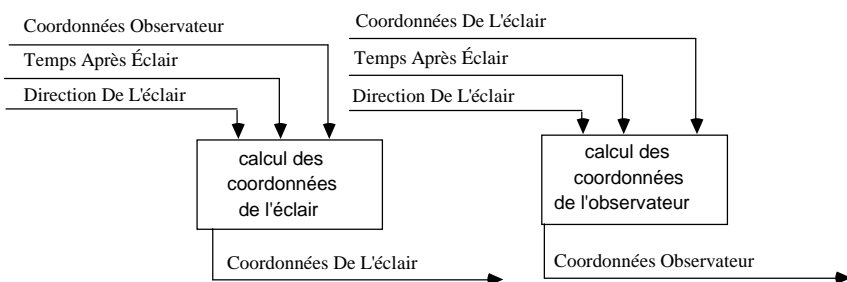 Coordonnées Observateur
Temps Après Éclair
Direction De L'éclair
calcul des
coordonnées
de l'éclair
Coordonnées De L'éclair
Coordonnées De L'éclair
Temps Après Éclair
Direction De L'éclair
calcul des
coordonnées
de l'observateur
Coordonnées Observateur